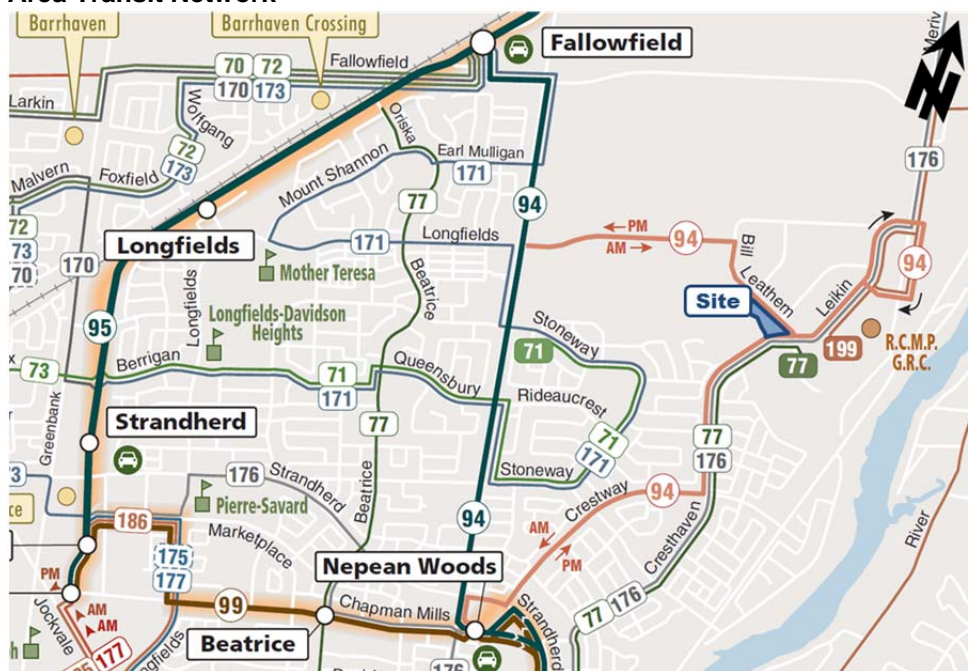 Area Transit Network
Barrhaven
Barrhaven Crossing
Fallowfield
70 72
170 173
Fallowfield
Meriv
Larkin
Wolfgang
Oriska
72
173
Earl Mulligan
171
Mount Shannon
176
Malvern
Foxfield
77
94
72
73
70
170
Longfields
171
Longfields
PM
AM
94
Bill
Leathem
94
Mother Teresa
Beatrice
Leikin
Site
Longfields
Longfields-Davidson
Heights
95
Stoneway
71
R.C.M.P.
G.R.C.
199
77
73
Berrigan
71
171
Queensbury
Rideaucrest
Greenbank
Strandherd
77
71
171
77
176
3
176
Strandherd
Stoneway
Crestway
94
Pierre-Savard
Beatrice
94
AM
PM
Cresthaven
River
ce
186
Marketplace
175
177
Nepean Woods
PM
AM
AM
Jockvale
99
Chapman Mills
Strandherd
77 176
Beatrice
177
ngfields
176